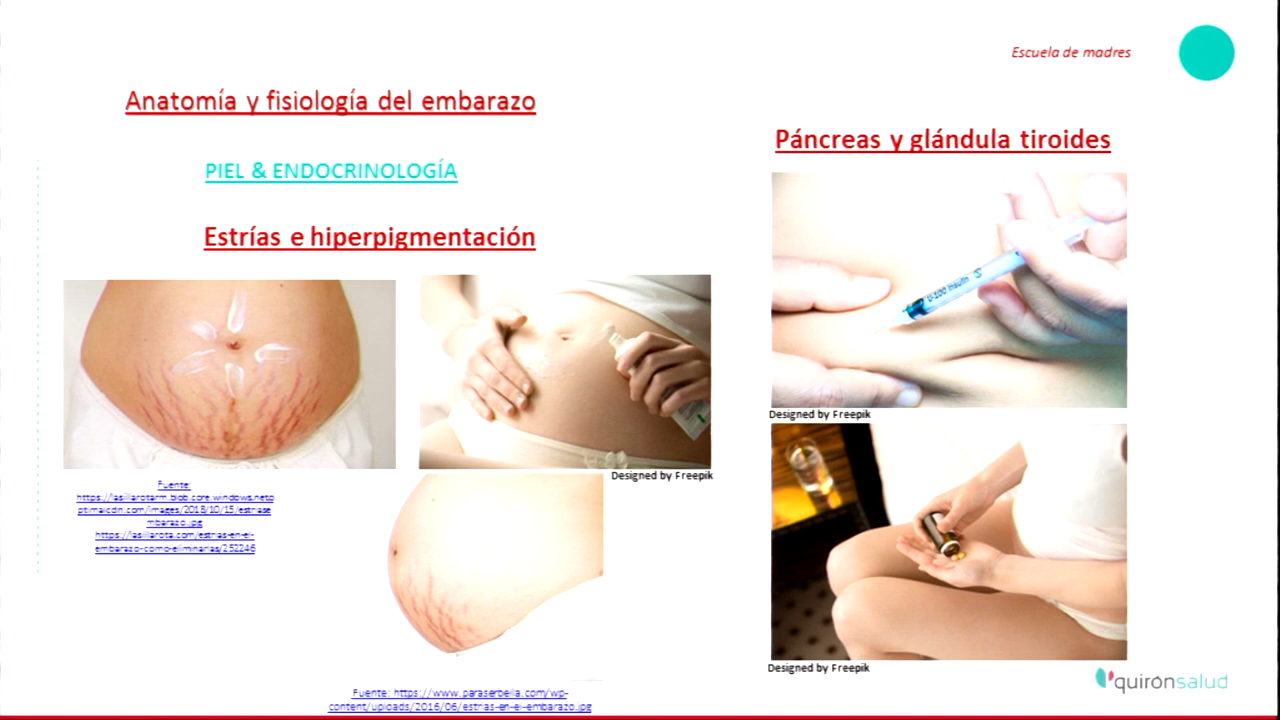 Escuela de madres
Anatomía y fisiología del embarazo
PIEL & ENDOCRINOLOGÍA
Estrías e hiperpigmentación
Páncreas y glándula tiroides
U-100 Insulin
Designed by Freepik
Designed by Freepik
Fuente:
https://lasillarotarm.blob.core.windows.net/o
ptimaicdn.com/images/2018/10/15/estriase
mbarazo.jpg
https://lasillarota.com/estrias-en-el-
embarazo-como-eliminarlas/252246
Designed by Freepik
Fuente: https://www.paraserbella.com/wp-
content/uploads/2016/06/estrias-en-el-embarazo.jpg
quirónsalud